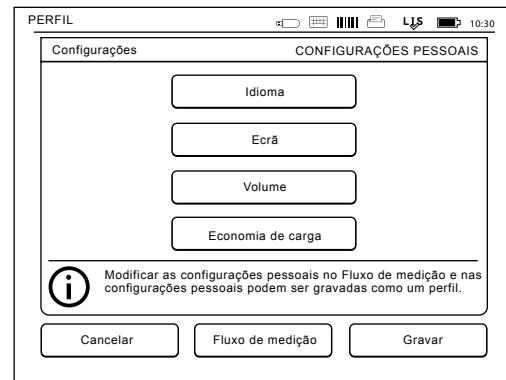 PERFIL LIS 10:30
Configurações CONFIGURAÇÕES PESSOAIS
Idioma
Ecrã
Volume
Economia de carga
Modificar as configurações pessoais no Fluxo de medição e nas
configurações pessoais podem ser gravadas como um perfil.
Cancelar Fluxo de medição Gravar